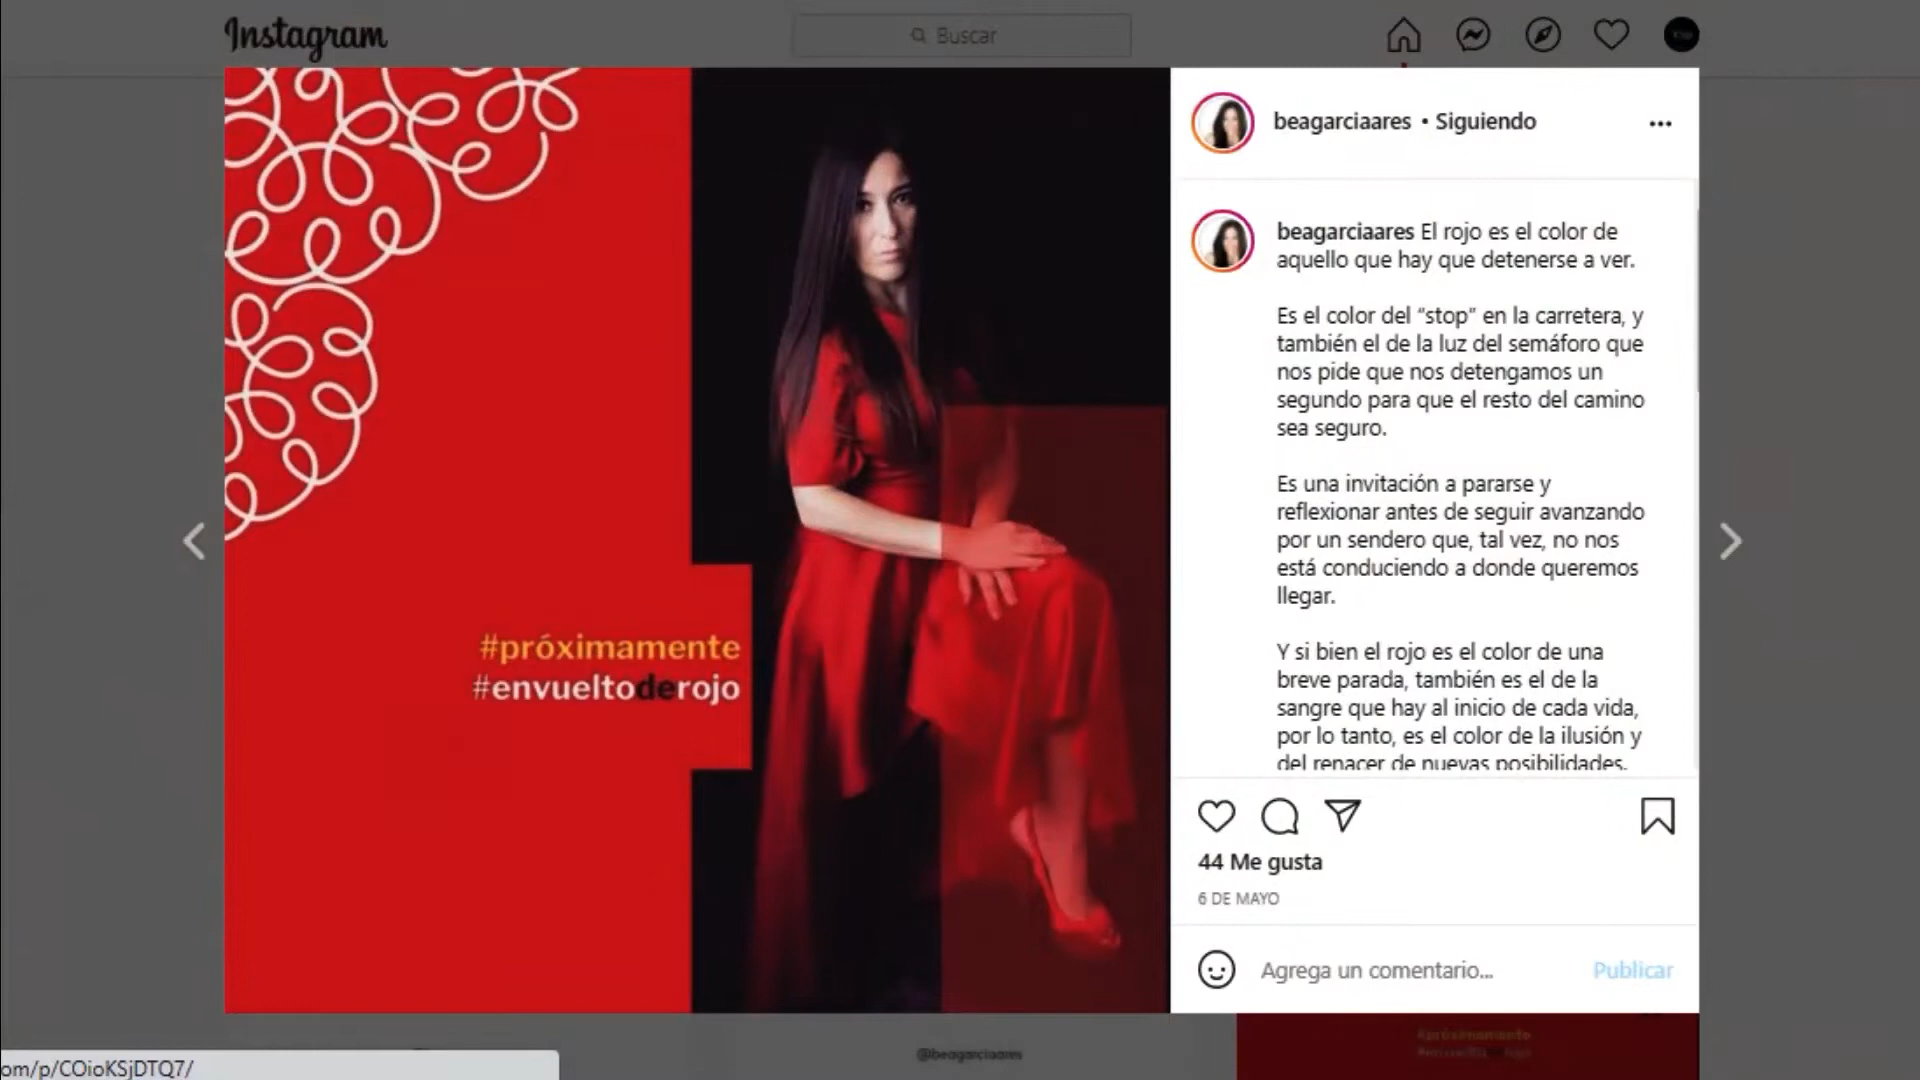 Instagram
Buscar
#próximamente
#envueltoderojo
beagarciaares • Siguiendo
beagarciaares El rojo es el color de
aquello que hay que detenerse a ver.
Es el color del “stop” en la carretera, y
también el de la luz del semáforo que
nos pide que nos detengamos un
segundo para que el resto del camino
sea seguro.
Es una invitación a pararse y
reflexionar antes de seguir avanzando
por un sendero que, tal vez, no nos
está conduciendo a donde queremos
llegar.
Y si bien el rojo es el color de una
breve parada, también es el de la
sangre que hay al inicio de cada vida,
por lo tanto, es el color de la ilusión y
del renacer de nuevas posibilidades.
44 Me gusta
6 DE MAYO
Agrega un comentario...
Publicar
@beagarciaares
#próximamente
#envueltoderojo
om/p/COioKSjDTQ7/